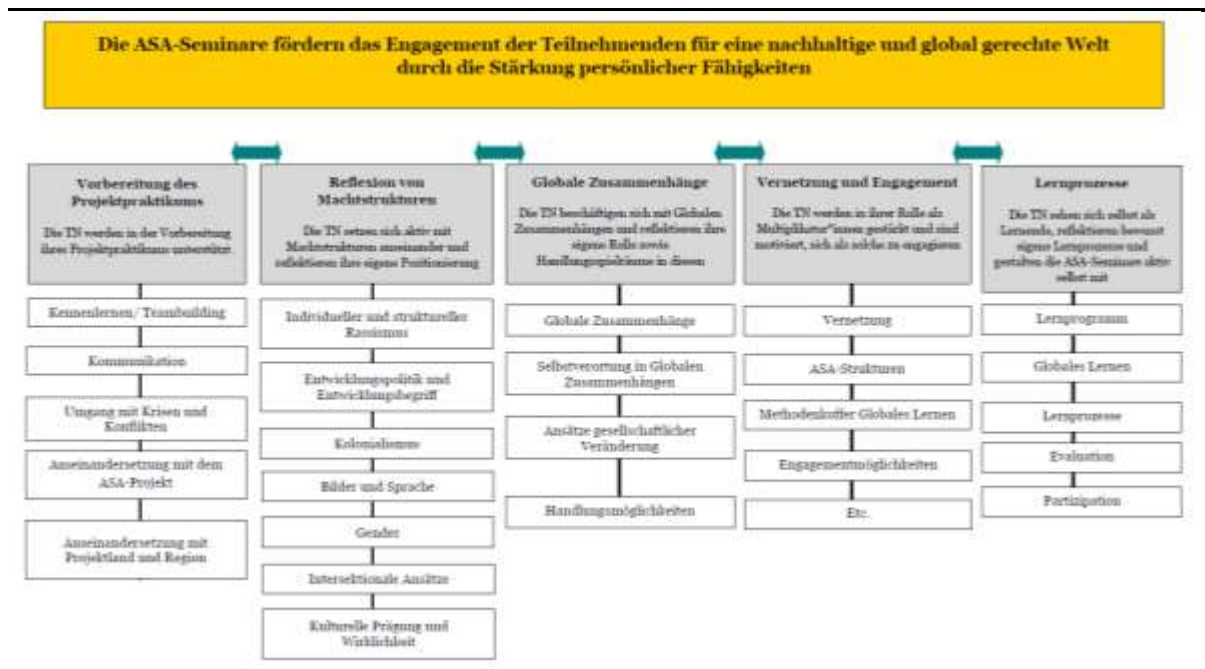 Die ASA-Seminare fördern das Engagement der Teilnehmenden für eine nachhaltige und global gerechte Welt
durch die Stärkung persönlicher Fähigkeiten
Vorbereitung des
Projektpraktikums
Die TN werden in der Vorbereitung
ihres Projektpraktikums unterstützt
Kennenlernen/ Teambuilding
Kommunikation
Umgang mit Krisen und
Konflikten
Auseinandersetzung mit dem
ASA-Projekt
Auseinandersetzung mit
Projektland und Region
Reflexion von
Machtstrukturen
Die TN setzen sich aktiv mit
Machtstrukturen auseinander und
reflektieren ihre eigene Positionierung
Individueller und struktureller
Rassismus
Entwicklungspolitik und
Entwicklungsbegriff
Kolonialismus
Bilder und Sprache
Gender
Intersektionale Ansätze
Kulturelle Prägung und
Wirklichkeit
Globale Zusammenhänge
Die TN beschäftigen sich mit Globalen
Zusammenhängen und reflektieren ihre
eigene Rolle sowie
Handlungsspielräume in diesen
Globale Zusammenhänge
Selbstverortung in Globalen
Zusammenhängen
Ansätze gesellschaftlicher
Veränderung
Handlungsmöglichkeiten
Vernetzung und Engagement
Die TN werden in ihrer Rolle als
Multiplikator*innen gestärkt und sind
motiviert, sich als solche zu engagieren
Vernetzung
ASA-Strukturen
Methodenkoffer Globales Lernen
Engagementmöglichkeiten
Etc.
Lernprozesse
Die TN sehen sich selbst als
Lernende, reflektieren bewusst
eigene Lernprozesse und
gestalten die ASA-Seminare aktiv
selbst mit
Lernprogramm
Globales Lernen
Lernprozesse
Evaluation
Partizipation